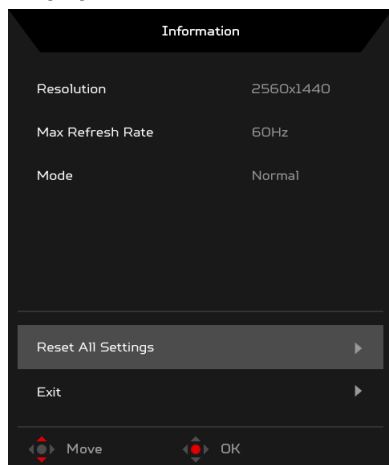 Information
Resolution 2560x1440
Max Refresh Rate 60Hz
Mode Normal
Reset All Settings
Exit
Move OK